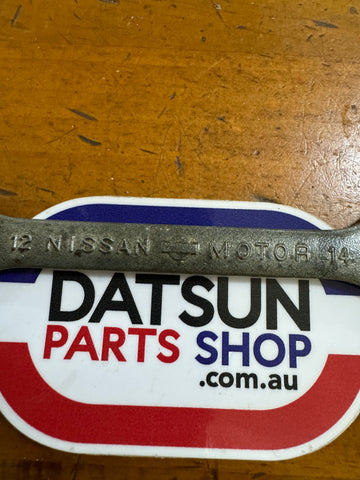 12 NISSAN MOTOR 14
DATSUN
PARTS SHOP
.com.au